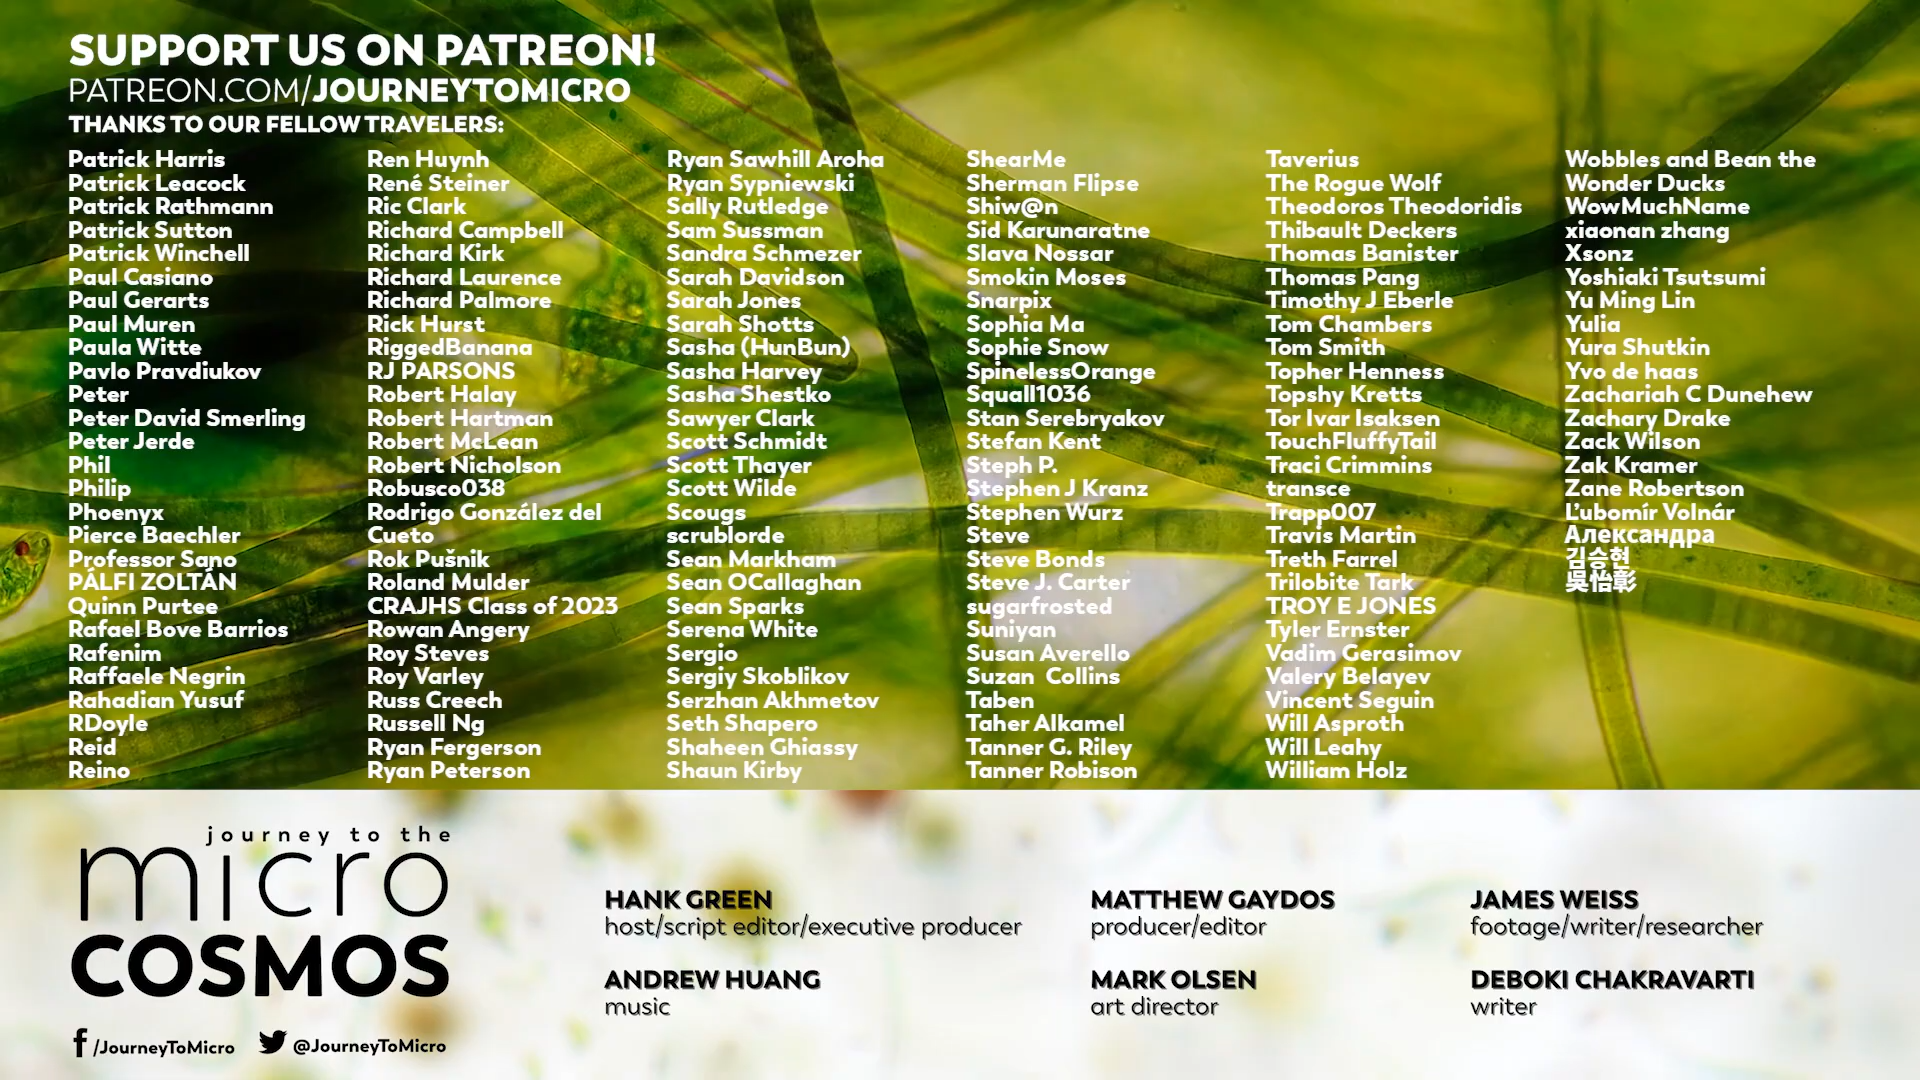 SUPPORT US ON PATREON!
PATREON.COM/JOURNEYTOMICRO
THANKS TO OUR FELLOW TRAVELERS:
Patrick Harris
Patrick Leacock
Patrick Rathmann
Patrick Sutton
Patrick Winchell
Paul Casiano
Paul Gerarts
Paul Muren
Paula Witte
Pavlo Pravdiukov
Peter
Peter David Smerling
Peter Jerde
Phil
Philip
Phoenyx
Pierce Baechler
Professor Sano
PÁLFI ZOLTÁN
Quinn Purtee
Rafael Bove Barrios
Rafenim
Raffaele Negrin
Rahadian Yusuf
RDoyle
Reid
Reino
Ren Huynh
René Steiner
Ric Clark
Richard Campbell
Richard Kirk
Richard Laurence
Richard Palmore
Rick Hurst
RiggedBanana
RJ PARSONS
Robert Halay
Robert Hartman
Robert McLean
Robert Nicholson
Robusco038
Rodrigo González del
Cueto
Rok Pušnik
Roland Mulder
CRAJHS Class of 2023
Rowan Angery
Roy Steves
Roy Varley
Russ Creech
Russell Ng
Ryan Fergerson
Ryan Peterson
Ryan Sawhill Aroha
Ryan Sypniewski
Sally Rutledge
Sam Sussman
Sandra Schmezer
Sarah Davidson
Sarah Jones
Sarah Shotts
Sasha (HunBun)
Sasha Harvey
Sasha Shestko
Sawyer Clark
Scott Schmidt
Scott Thayer
Scott Wilde
Scougs
scrublorde
Sean Markham
Sean OCallaghan
Sean Sparks
Serena White
Sergio
Sergiy Skoblikov
Serzhan Akhmetov
Seth Shapero
Shaheen Ghiassy
Shaun Kirby
ShearMe
Sherman Flipse
Shiw@n
Sid Karunaratne
Slava Nossar
Smokin Moses
Snarpix
Sophia Ma
Sophie Snow
SpinelessOrange
Squall1036
Stan Serebryakov
Stefan Kent
Steph P.
Stephen J Kranz
Stephen Wurz
Steve
Steve Bonds
Steve J. Carter
sugarfrosted
Suniyan
Susan Averello
Suzan  Collins
Taben
Taher Alkamel
Tanner G. Riley
Tanner Robison
Taverius
The Rogue Wolf
Theodoros Theodoridis
Thibault Deckers
Thomas Banister
Thomas Pang
Timothy J Eberle
Tom Chambers
Tom Smith
Topher Henness
Topshy Kretts
Tor Ivar Isaksen
TouchFluffyTail
Traci Crimmins
transce
Trapp007
Travis Martin
Treth Farrel
Trilobite Tark
TROY E JONES
Tyler Ernster
Vadim Gerasimov
Valery Belayev
Vincent Seguin
Will Asproth
Will Leahy
William Holz
Wobbles and Bean the
Wonder Ducks
WowMuchName
xiaonan zhang
Xsonz
Yoshiaki Tsutsumi
Yu Ming Lin
Yulia
Yura Shutkin
Yvo de haas
Zachariah C Dunehew
Zachary Drake
Zack Wilson
Zak Kramer
Zane Robertson
Ľubomír Volnár
Александра
김승현
吳怡彰
journey to the
micro
COSMOS
/JourneyToMicro
@JourneyToMicro
HANK GREEN
host/script editor/executive producer
ANDREW HUANG
music
MATTHEW GAYDOS
producer/editor
MARK OLSEN
art director
JAMES WEISS
footage/writer/researcher
DEBOKI CHAKRAVARTI
writer